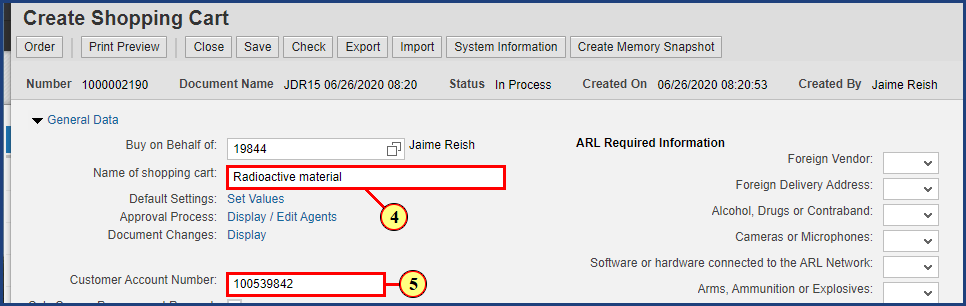 Create Shopping Cart
Order Print Preview Close Save Check Export Import System Information Create Memory Snapshot
Number 1000002190 Document Name JDR15 06/26/2020 08:20 Status In Process Created On 06/26/2020 08:20:53 Created By Jaime Reish
General Data
Buy on Behalf of: 19844 Jaime Reish
Name of shopping cart: Radioactive material
Default Settings: Set Values
4
Approval Process: Display / Edit Agents
Document Changes: Display
Customer Account Number: 100539842
5
ARL Required Information
Foreign Vendor:
Foreign Delivery Address:
Alcohol, Drugs or Contraband:
Cameras or Microphones:
Software or hardware connected to the ARL Network:
Arms, Ammunition or Explosives: